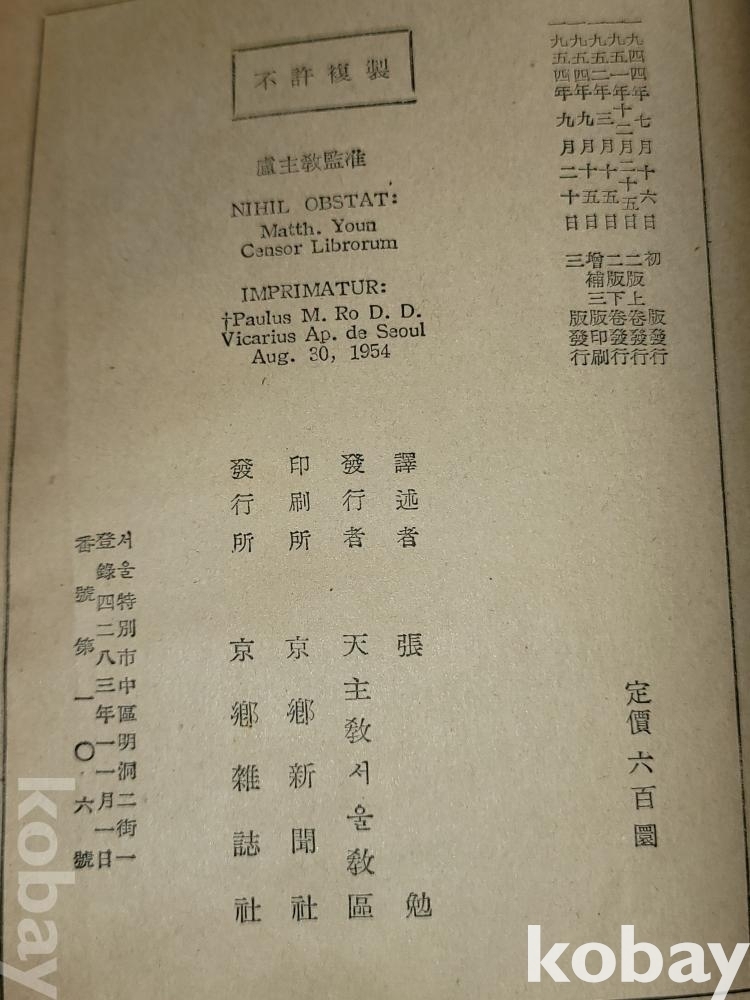 一九四四年七月十六日 初版發行
一九五一年十二月二十五日 二版上卷發行
一九五二年三月十五日 二版下卷發行
一九五四年九月十五日 增補三版印刷
一九五四年九月二十日 三版發行
不許複製
盧主敎監准
NIHIL OBSTAT:
Matth. Youn
Censor Librorum
IMPRIMATUR:
†Paulus M. Ro D. D.
Vicarius Ap. de Seoul
Aug. 30, 1954
定價六百圜
譯述者 張勉
發行者 天主敎서울敎區
印刷所 京鄕新聞社
發行所 京鄕雜誌社
서울特別市中區明洞二街一
登錄四二八三年一一月一日
番號第一〇六號
kobay
kobay